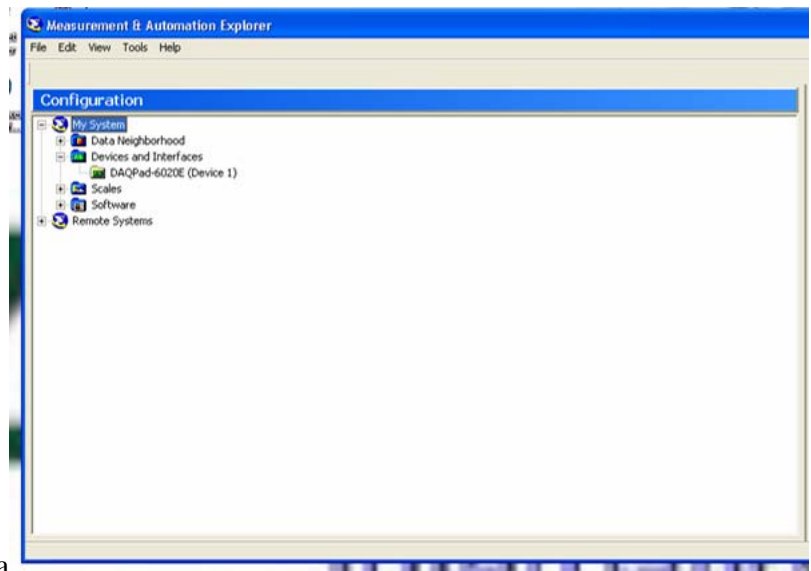 Measurement & Automation Explorer
File Edit View Tools Help
Configuration
My System
Data Neighborhood
Devices and Interfaces
DAQPad-6020E (Device 1)
Scales
Software
Remote Systems
a